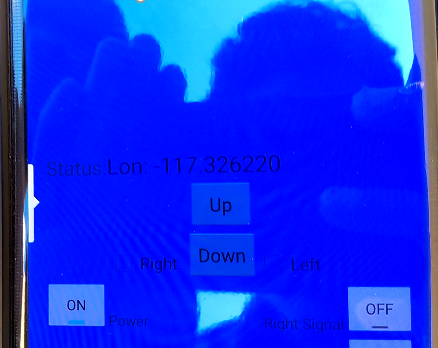 Status:Lon: -117.326220
Up
Right Down Left
ON Power Right Signal OFF